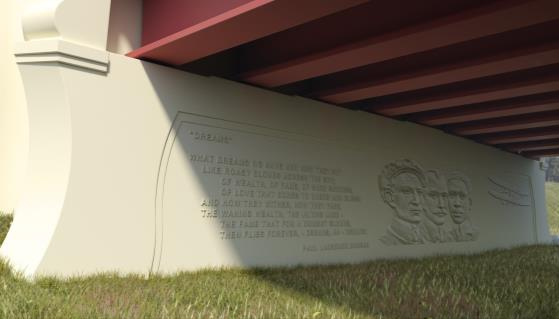 "DREAMS"
WHAT DREAMS WE HAVE AND HOW THEY FLY
LIKE ROSY CLOUDS ACROSS THE SKY;
OF WEALTH, OF FAME, OF SURE SUCCESS,
OF LOVE THAT COMES TO CHEER AND BLESS;
AND HOW THEY WITHER, HOW THEY FADE,
THE WANING WEALTH, THE JILTING JADE -
THE FAME THAT FOR A MOMENT GLEAMS,
THEN FLIES FOREVER, - DREAMS, AH - DREAMS!
PAUL LAURENCE DUNBAR